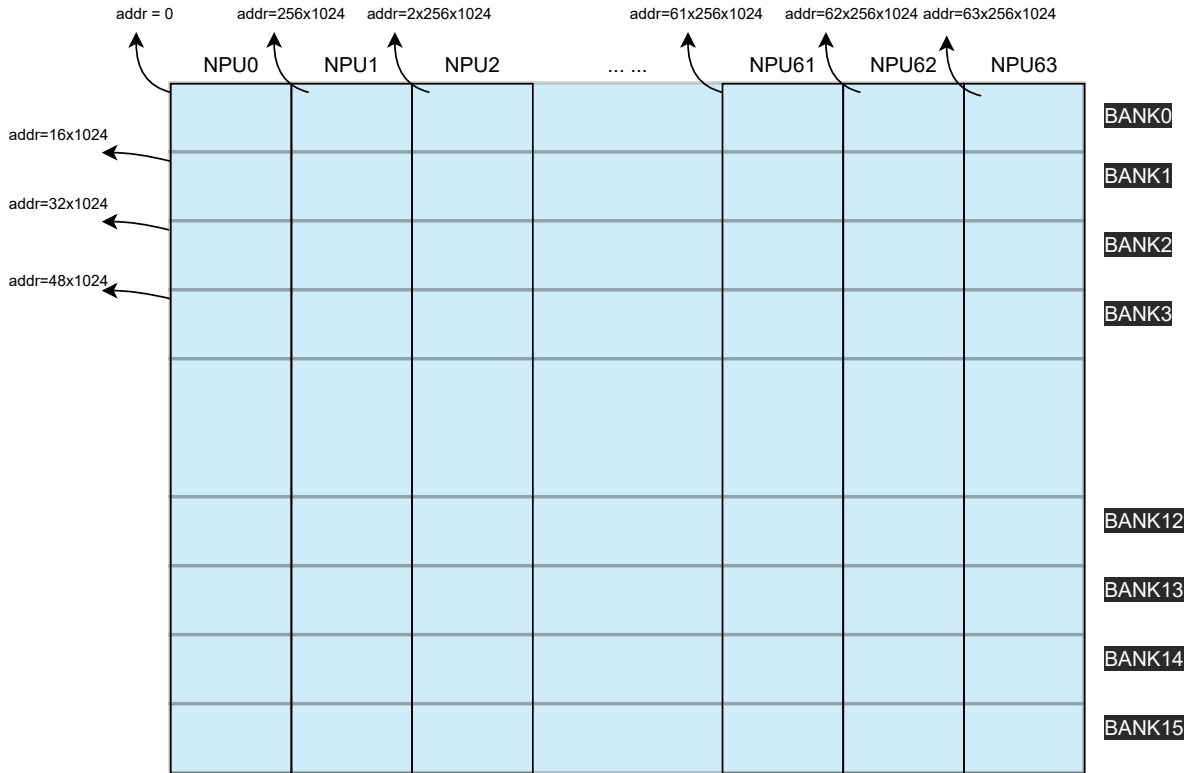 addr = 0 addr=256x1024 addr=2x256x1024 addr=61x256x1024 addr=62x256x1024 addr=63x256x1024
NPU0 NPU1 NPU2 ... ... NPU61 NPU62 NPU63
BANK0
addr=16x1024
BANK1
addr=32x1024
BANK2
addr=48x1024
BANK3
BANK12
BANK13
BANK14
BANK15